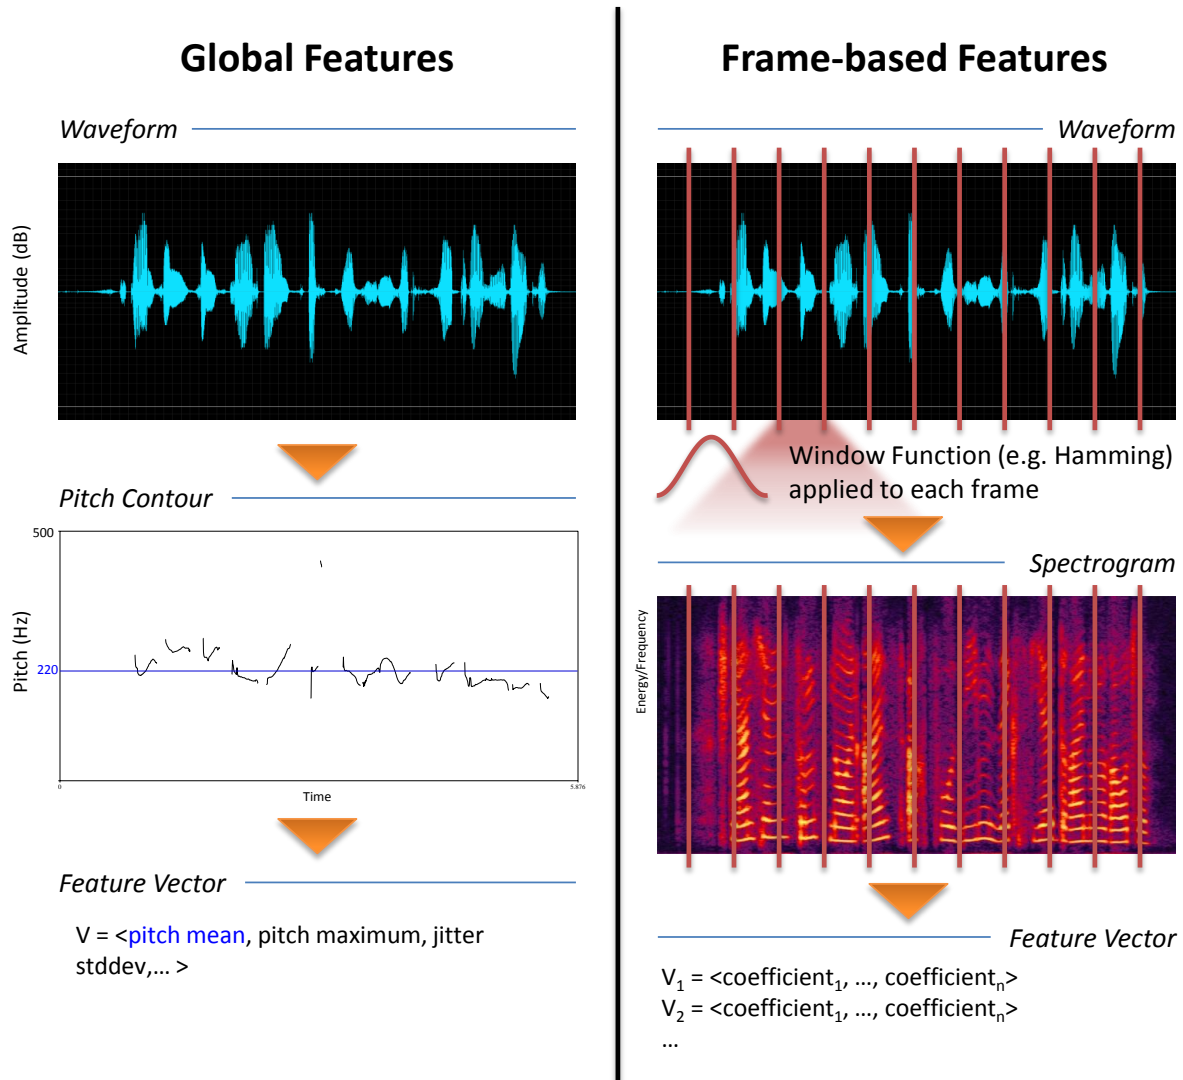 Global Features
Waveform
Amplitude (dB)
Pitch Contour
500
Pitch (Hz)
220
0
Time
5.876
Feature Vector
V = <pitch mean, pitch maximum, jitter
stddev,... >
Frame-based Features
Waveform
Window Function (e.g. Hamming)
applied to each frame
Spectrogram
Energy/Frequency
Feature Vector
V₁ = <coefficient₁, ..., coefficientₙ>
V₂ = <coefficient₁, ..., coefficientₙ>
...